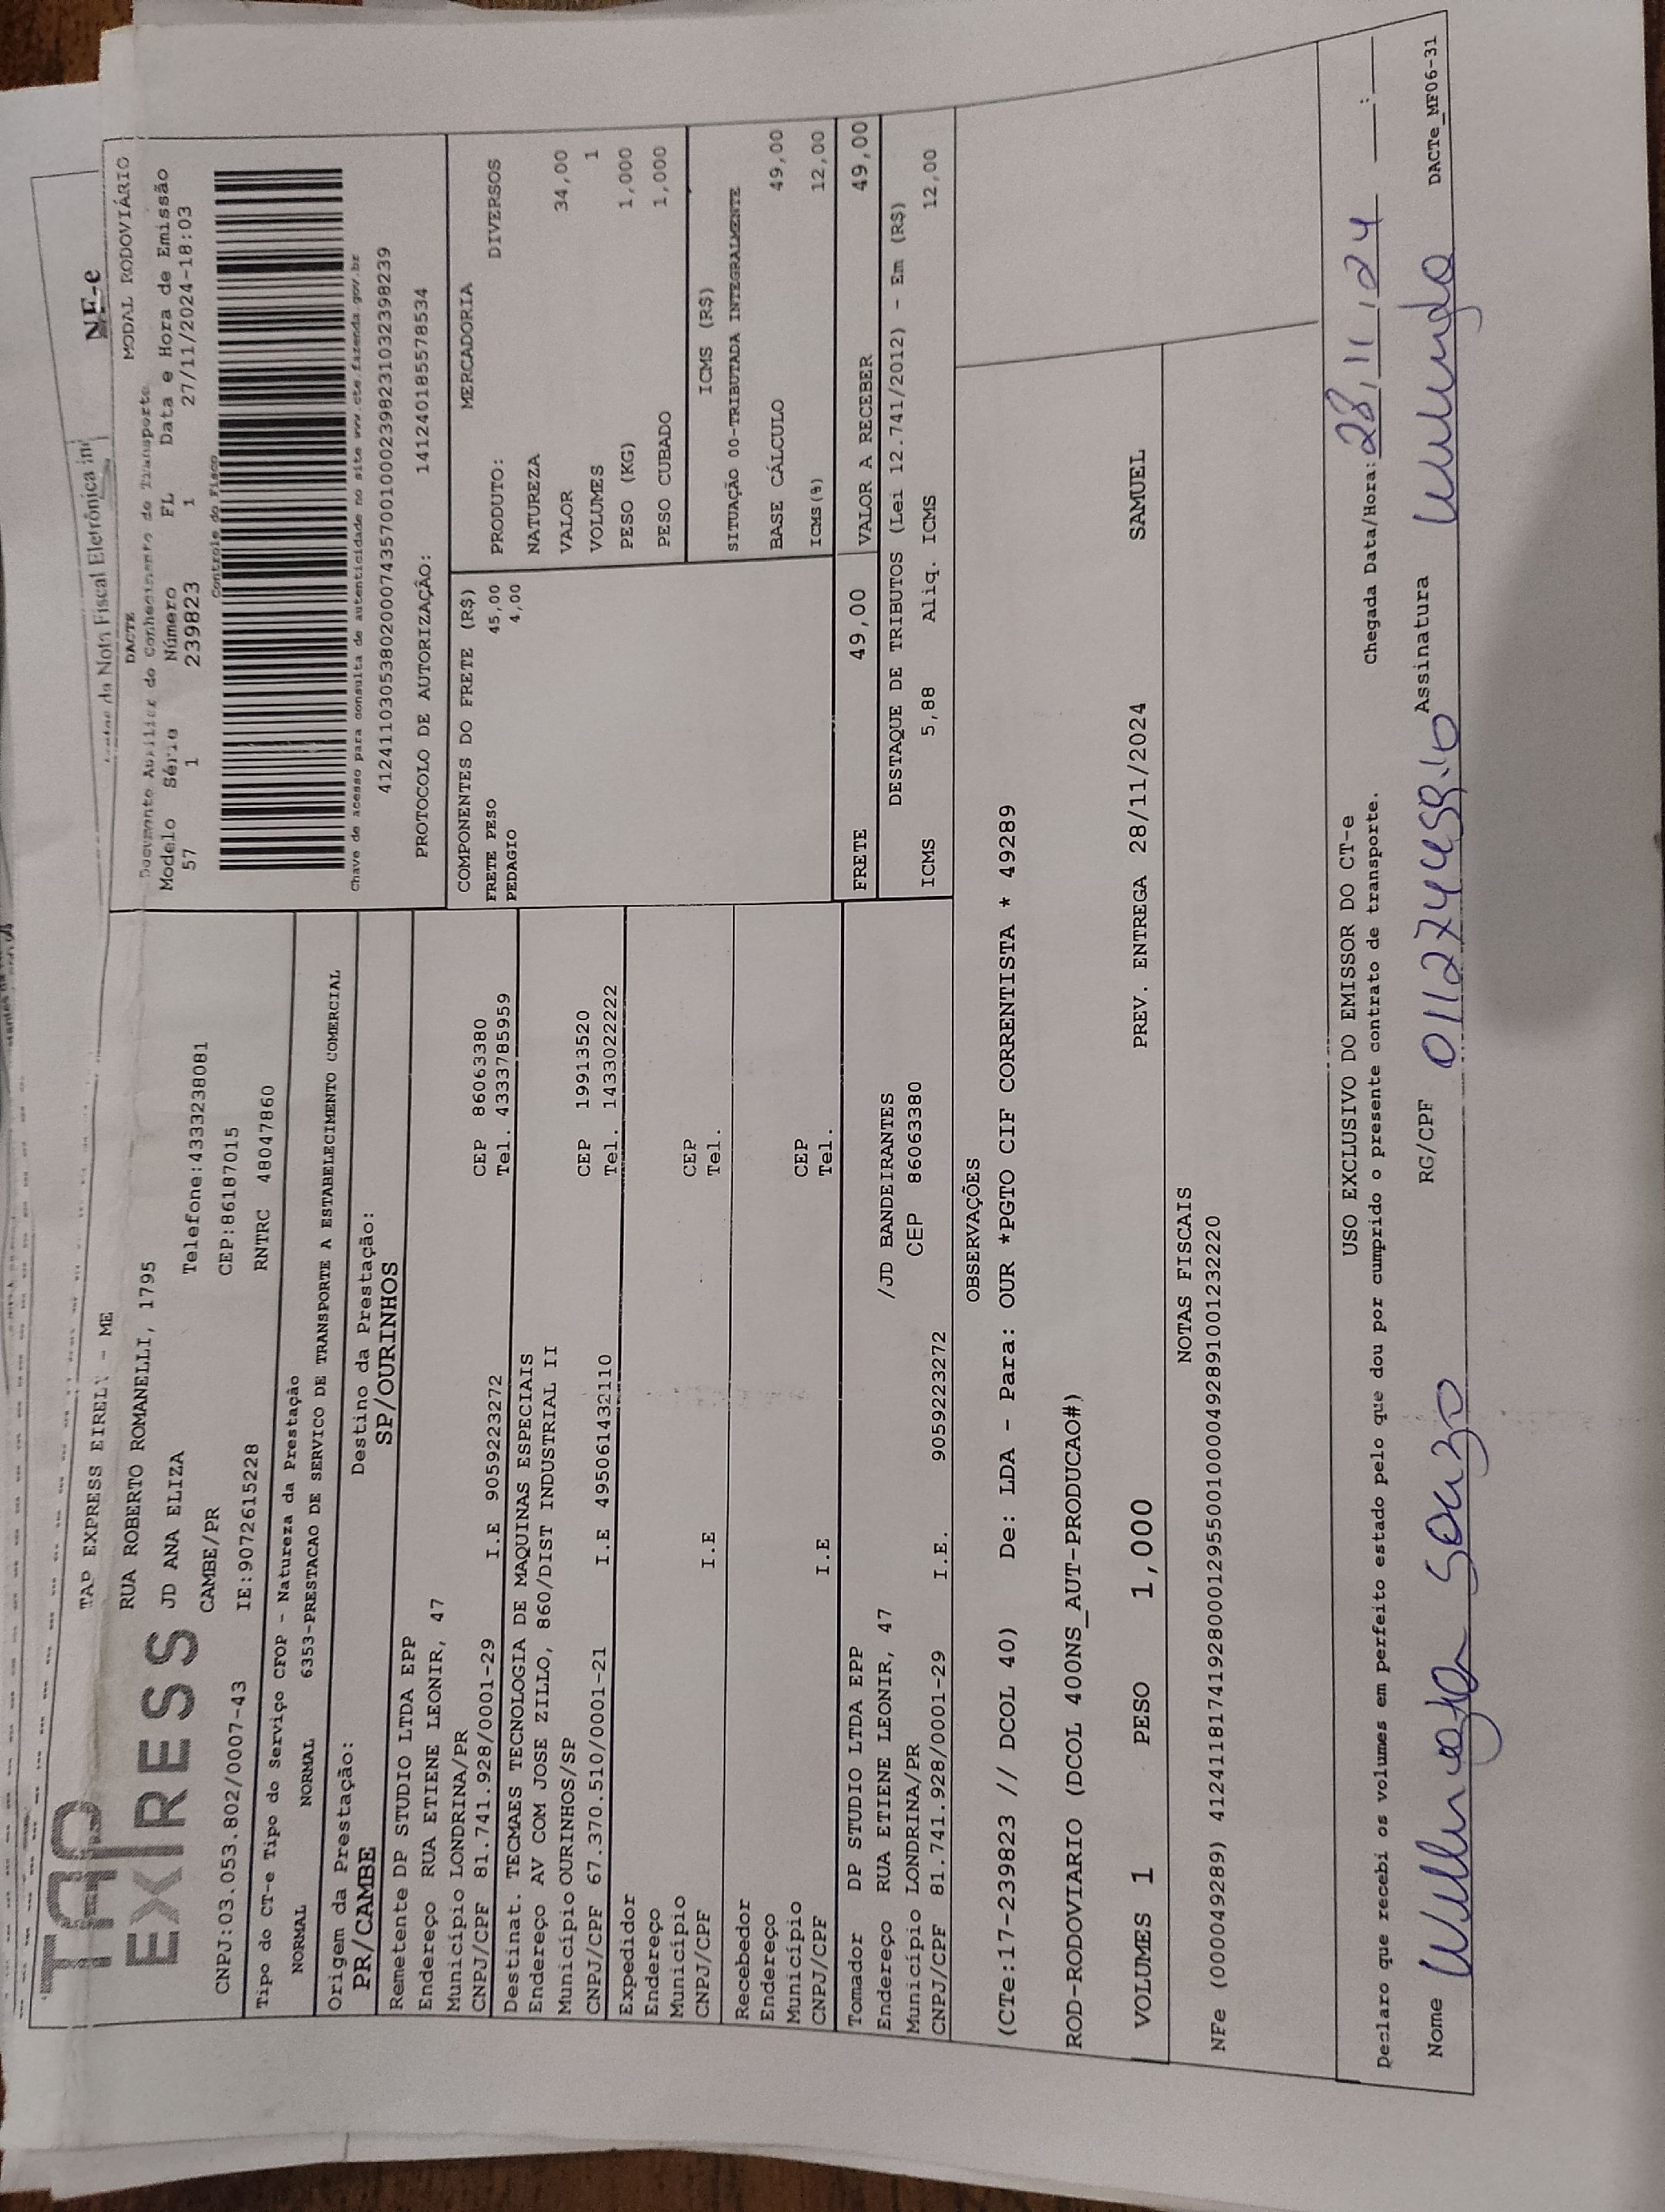 NF-e
da Nota Fiscal Eletrônica
TAP
EXPRESS
TAP EXPRESS EIRELI - ME
RUA ROBERTO ROMANELLI, 1795
JD ANA ELIZA
Telefone:4333238081
CAMBE/PR
CEP:86187015
CNPJ:03.053.802/0007-43
IE:9072615228
RNTRC 48047860
DACTE
MODAL RODOVIÁRIO
Documento Auxiliar do Conhecimento de Transporte
Modelo Série Número FL Data e Hora de Emissão
57 1 239823 1 27/11/2024-18:03
Controle do Fisco
Chave de acesso para consulta de autenticidade no site www.cte.fazenda.gov.br
41241103053802000743570010002398231032398239
PROTOCOLO DE AUTORIZAÇÃO: 141240185578534
Tipo do CT-e Tipo do Serviço CFOP - Natureza da Prestação
NORMAL NORMAL 6353-PRESTACAO DE SERVICO DE TRANSPORTE A ESTABELECIMENTO COMERCIAL
Origem da Prestação: Destino da Prestação:
PR/CAMBE SP/OURINHOS
Remetente DP STUDIO LTDA EPP
Endereço RUA ETIENE LEONIR, 47
Município LONDRINA/PR CEP 86063380
CNPJ/CPF 81.741.928/0001-29 I.E 9059223272 Tel. 4333785959
Destinat. TECMAES TECNOLOGIA DE MAQUINAS ESPECIAIS
Endereço AV COM JOSE ZILLO, 860/DIST INDUSTRIAL II
Município OURINHOS/SP CEP 19913520
CNPJ/CPF 67.370.510/0001-21 I.E 495061432110 Tel. 1433022222
Expedidor
Endereço
Município CEP
CNPJ/CPF I.E Tel.
Recebedor
Endereço
Município CEP
CNPJ/CPF I.E Tel.
Tomador DP STUDIO LTDA EPP
Endereço RUA ETIENE LEONIR, 47 /JD BANDEIRANTES
Município LONDRINA/PR CEP 86063380
CNPJ/CPF 81.741.928/0001-29 I.E. 9059223272
COMPONENTES DO FRETE (R$)
FRETE PESO 45,00
PEDAGIO 4,00
MERCADORIA
PRODUTO: DIVERSOS
NATUREZA
VALOR 34,00
VOLUMES 1
PESO (KG) 1,000
PESO CUBADO 1,000
ICMS (R$)
SITUAÇÃO 00-TRIBUTADA INTEGRALMENTE
BASE CÁLCULO 49,00
ICMS(%) 12,00
FRETE 49,00 VALOR A RECEBER 49,00
DESTAQUE DE TRIBUTOS (Lei 12.741/2012) - Em (R$)
ICMS 5,88 Aliq. ICMS 12,00
OBSERVAÇÕES
(CTe:17-239823 // DCOL 40) De: LDA - Para: OUR *PGTO CIF CORRENTISTA * 49289
ROD-RODOVIARIO (DCOL 400NS_AUT-PRODUCAO#)
VOLUMES 1 PESO 1,000 PREV. ENTREGA 28/11/2024 SAMUEL
NOTAS FISCAIS
NFe (000049289) 41241181741928000129550010000492891001232220
USO EXCLUSIVO DO EMISSOR DO CT-e
Declaro que recebi os volumes em perfeito estado pelo que dou por cumprido o presente contrato de transporte.
Chegada Data/Hora: 28/11/24 ___:___
Nome Souza RG/CPF Assinatura
DACTe_MF06-31